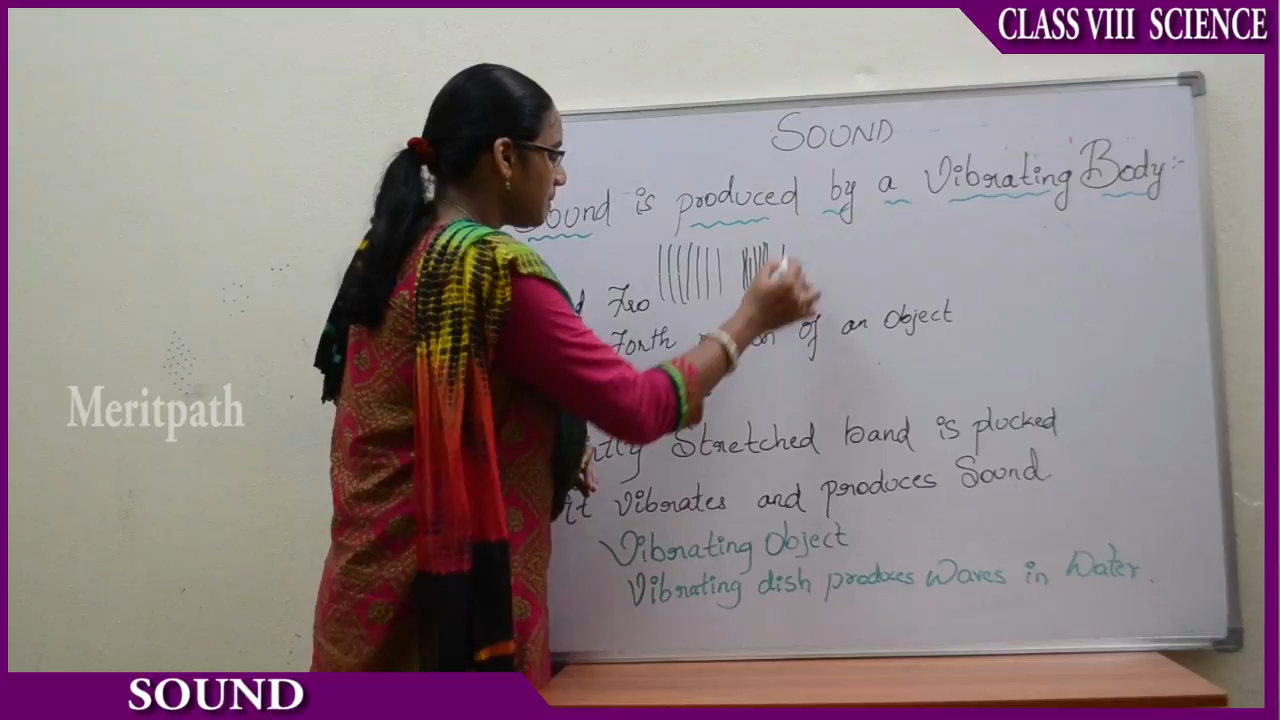 CLASS VIII SCIENCE
SOUND
Sound is produced by a Vibrating Body:-
Fro
Forth of an object
Stretched band is plucked
it vibrates and produces Sound
Vibrating Object
Vibrating dish produces Waves in Water.
Meritpath
SOUND